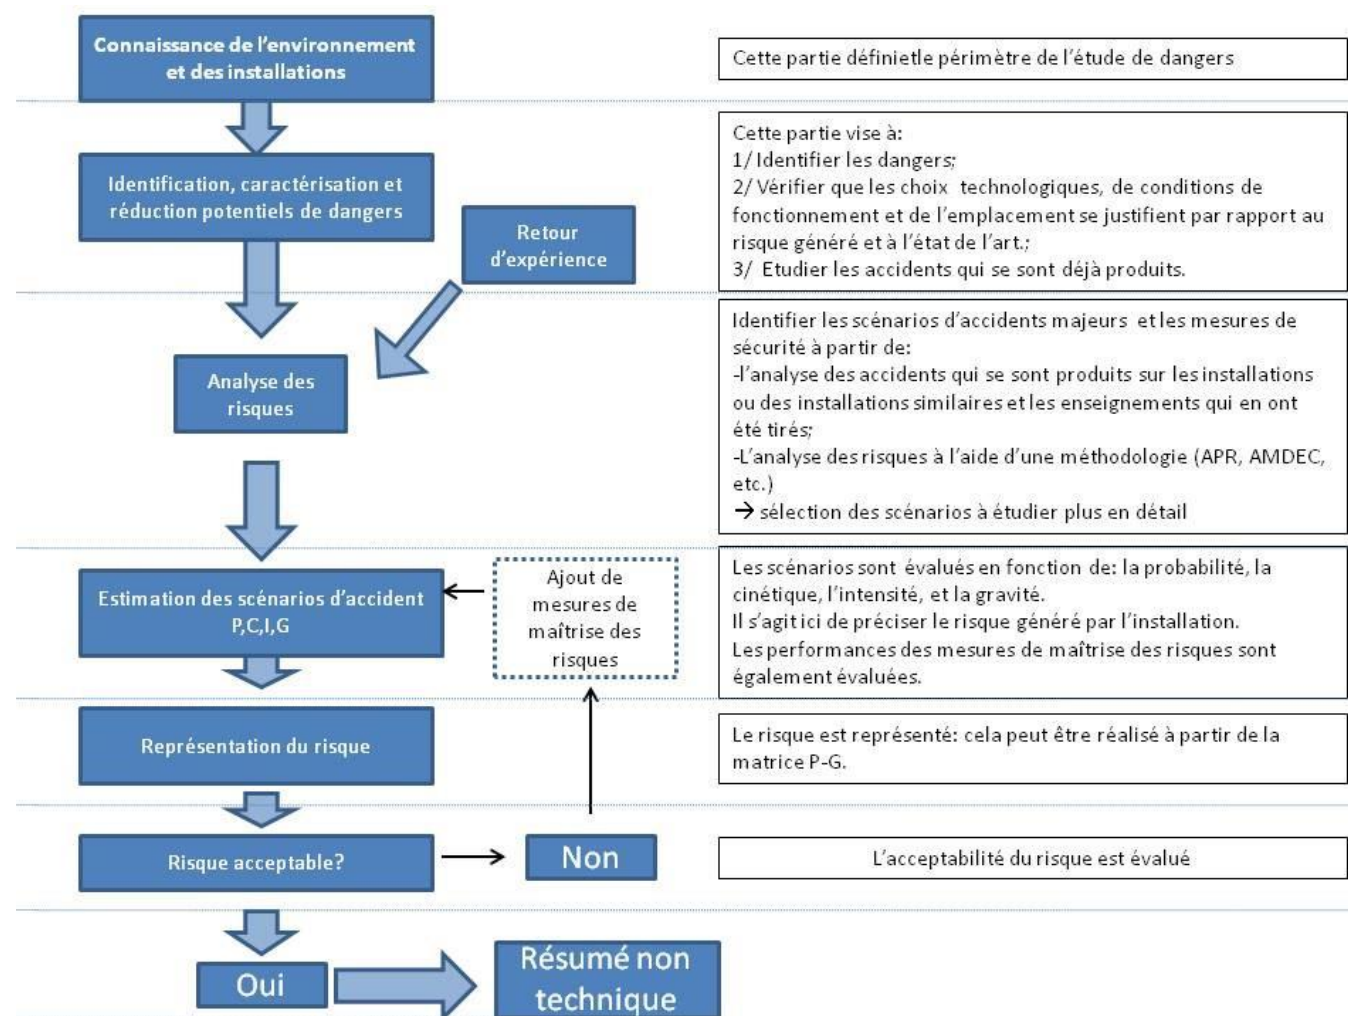 Connaissance de l'environnement
et des installations
Cette partie définietle périmètre de l'étude de dangers
Identification, caractérisation et
réduction potentiels de dangers
Cette partie vise à:
1/ Identifier les dangers;
2/ Vérifier que les choix technologiques, de conditions de
fonctionnement et de l'emplacement se justifient par rapport au
risque généré et à l'état de l'art.;
3/ Etudier les accidents qui se sont déjà produits.
Retour
d'expérience
Analyse des
risques
Identifier les scénarios d'accidents majeurs et les mesures de
sécurité à partir de:
-l'analyse des accidents qui se sont produits sur les installations
ou des installations similaires et les enseignements qui en ont
été tirés;
-L'analyse des risques à l'aide d'une méthodologie (APR, AMDEC,
etc.)
→ sélection des scénarios à étudier plus en détail
Estimation des scénarios d'accident
P,C,I,G
Ajout de
mesures de
maîtrise des
risques
Les scénarios sont évalués en fonction de: la probabilité, la
cinétique, l'intensité, et la gravité.
Il s'agit ici de préciser le risque généré par l'installation.
Les performances des mesures de maîtrise des risques sont
également évaluées.
Représentation du risque
Le risque est représenté: cela peut être réalisé à partir de la
matrice P-G.
Risque acceptable?
Non
L'acceptabilité du risque est évalué
Oui
Résumé non
technique